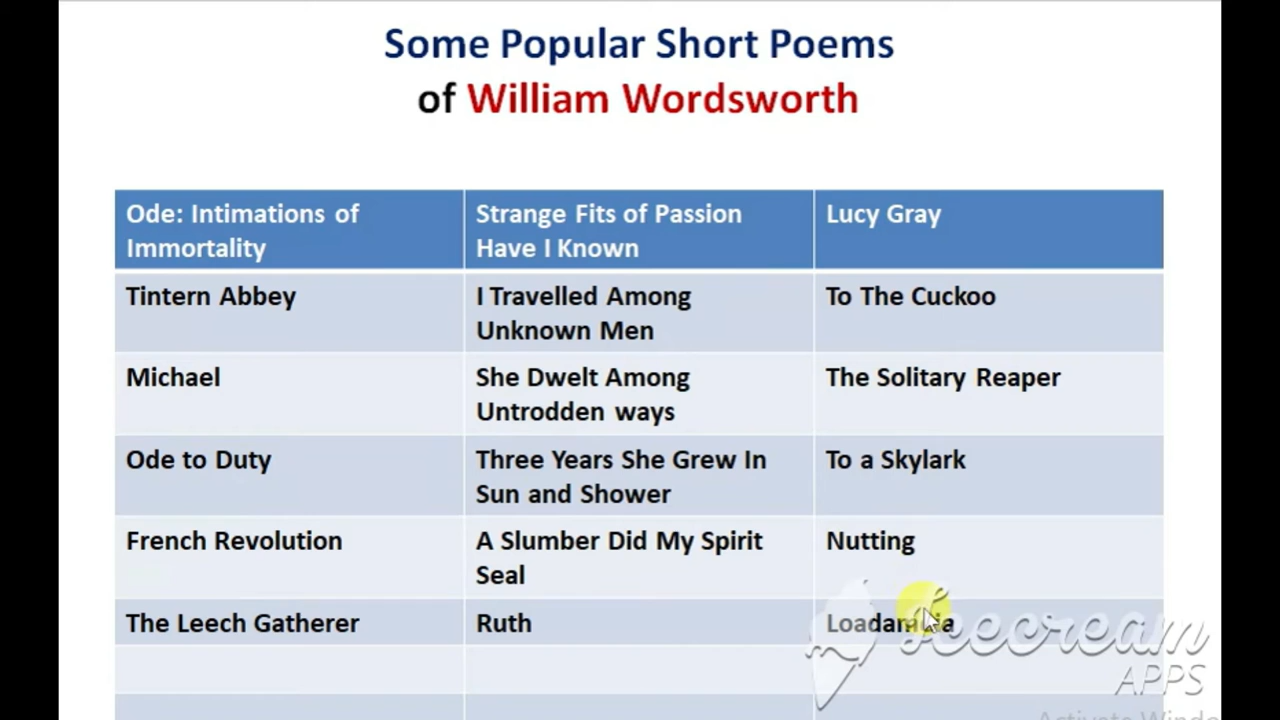 Some Popular Short Poems
of William Wordsworth
Ode: Intimations of
Immortality
Strange Fits of Passion
Have I Known
Lucy Gray
Tintern Abbey
I Travelled Among
Unknown Men
To The Cuckoo
Michael
She Dwelt Among
Untrodden ways
The Solitary Reaper
Ode to Duty
Three Years She Grew In
Sun and Shower
To a Skylark
French Revolution
A Slumber Did My Spirit
Seal
Nutting
The Leech Gatherer
Ruth
Icecream
APPS